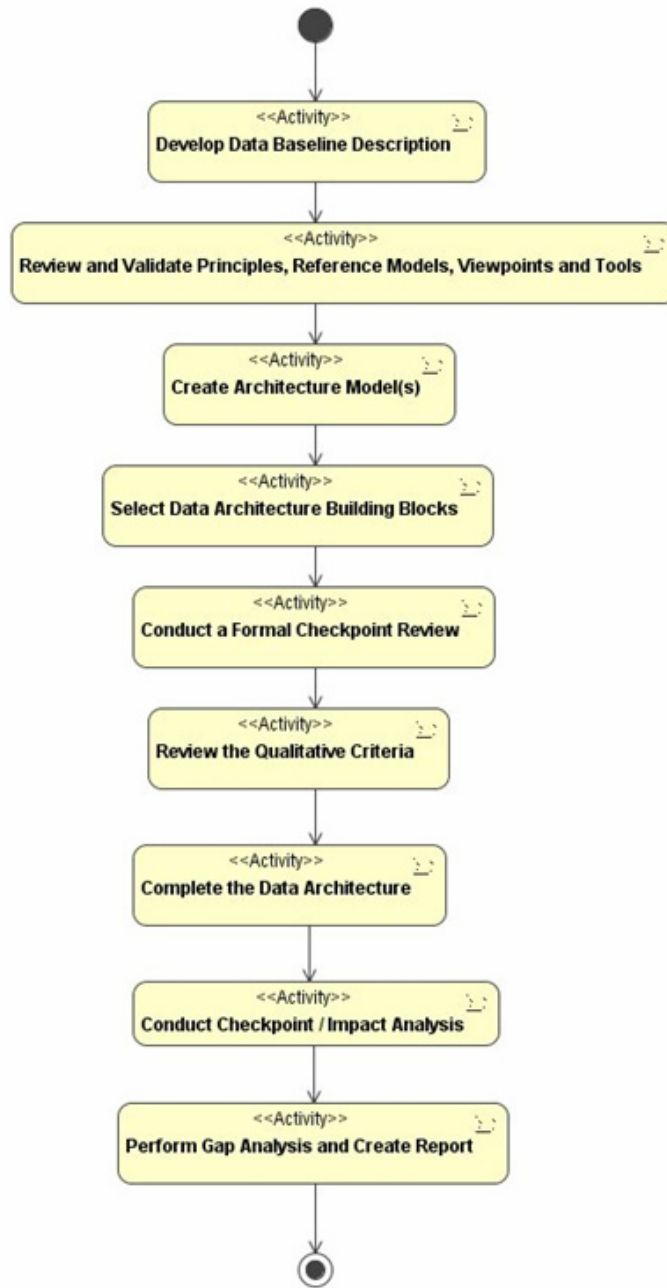 <<Activity>>
Develop Data Baseline Description
<<Activity>>
Review and Validate Principles, Reference Models, Viewpoints and Tools
<<Activity>>
Create Architecture Model(s)
<<Activity>>
Select Data Architecture Building Blocks
<<Activity>>
Conduct a Formal Checkpoint Review
<<Activity>>
Review the Qualitative Criteria
<<Activity>>
Complete the Data Architecture
<<Activity>>
Conduct Checkpoint / Impact Analysis
<<Activity>>
Perform Gap Analysis and Create Report